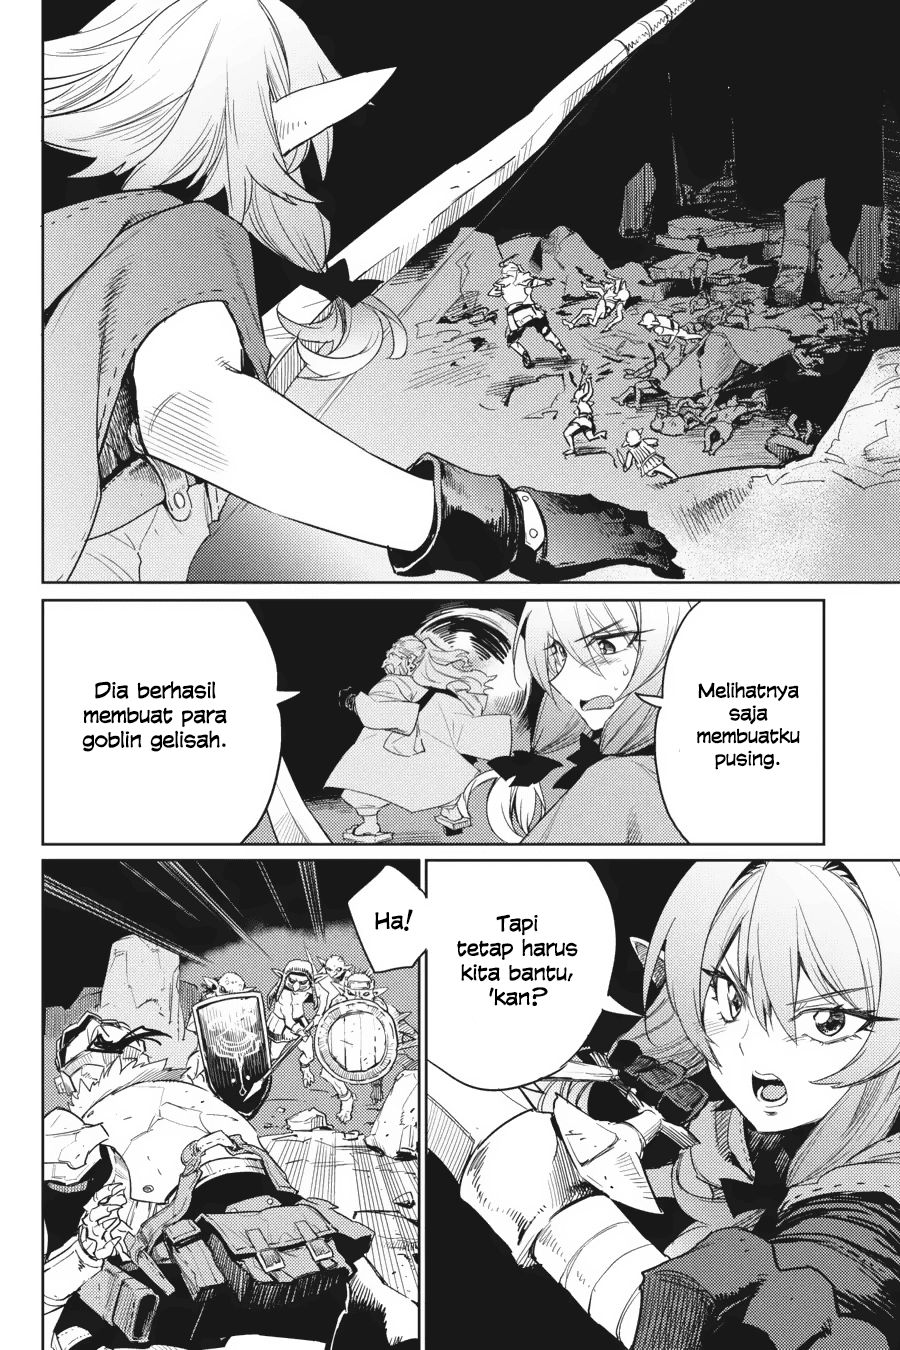 Melihatnya
saja
membuatku
pusing.
Dia berhasil
membuat para
goblin gelisah.
Tapi
tetap harus
kita bantu,
'kan?
Ha!